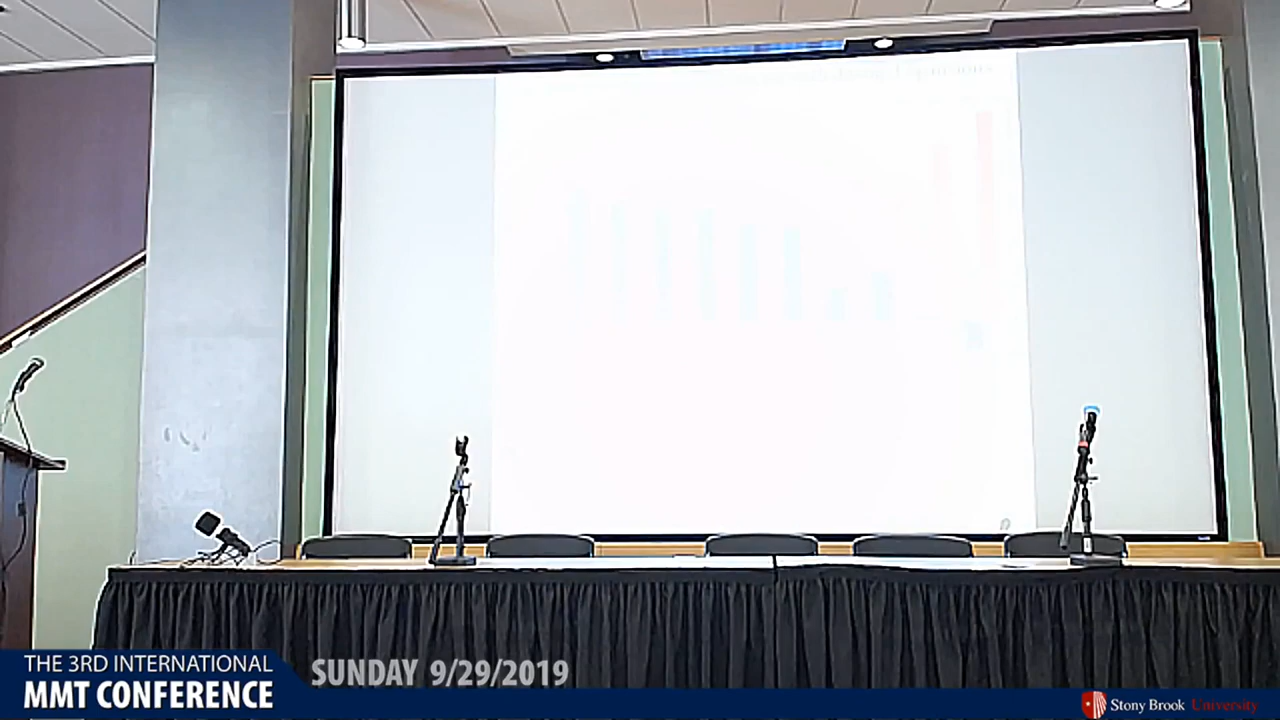 THE 3RD INTERNATIONAL
MMT CONFERENCE
SUNDAY 9/29/2019
Stony Brook University